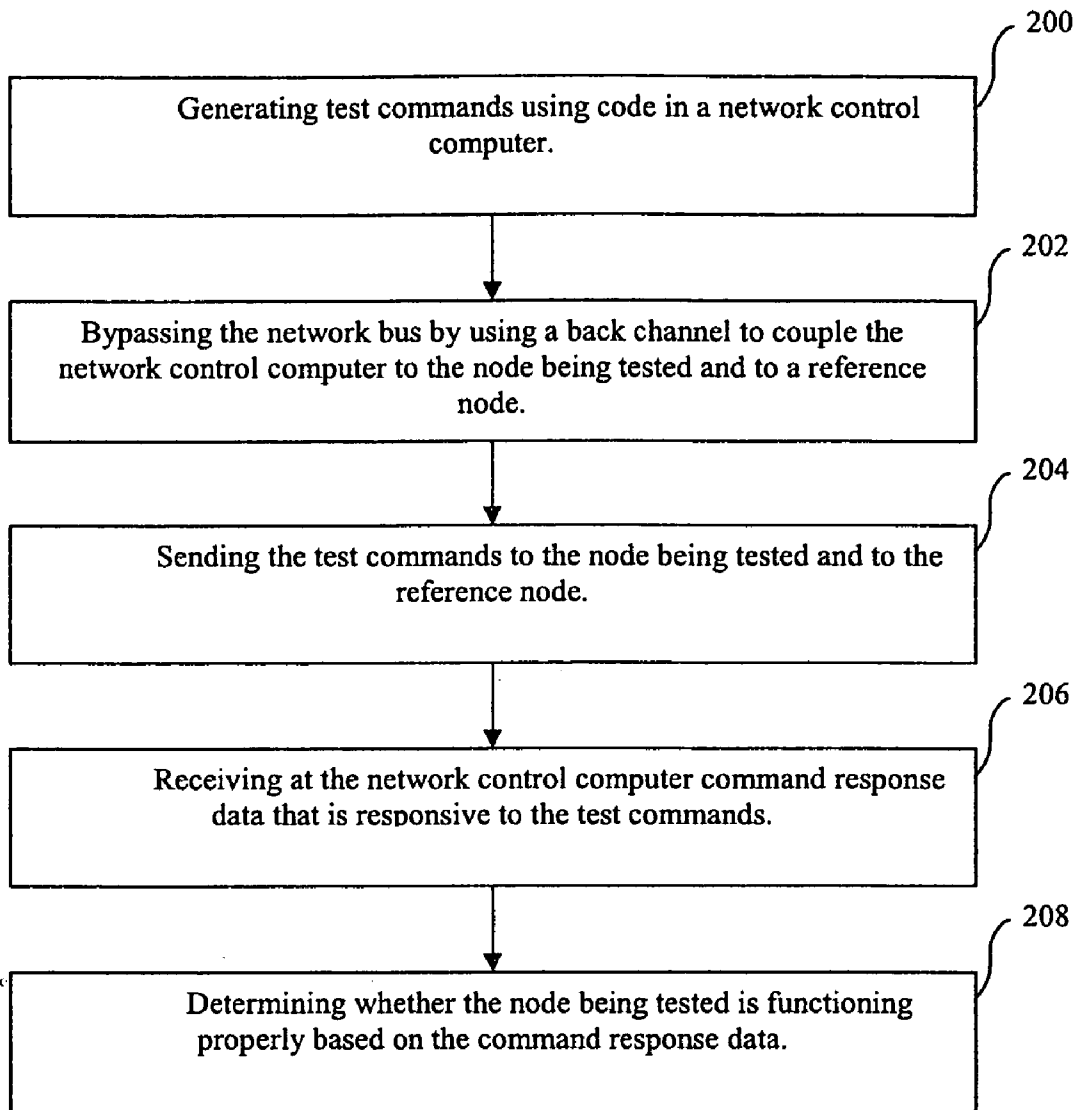 200
Generating test commands using code in a network control
computer.
202
Bypassing the network bus by using a back channel to couple the
network control computer to the node being tested and to a reference
node.
204
Sending the test commands to the node being tested and to the
reference node.
206
Receiving at the network control computer command response
data that is responsive to the test commands.
208
Determining whether the node being tested is functioning
properly based on the command response data.